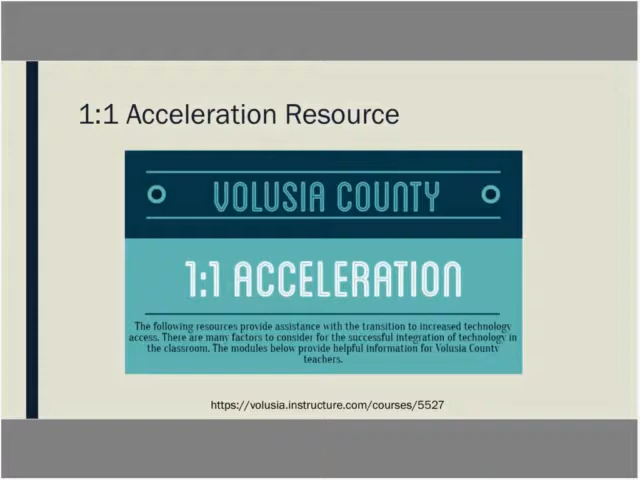 1:1 Acceleration Resource
VOLUSIA COUNTY
1:1 ACCELERATION
The following resources provide assistance with the transition to increased technology
access. There are many factors to consider for the successful integration of technology in
the classroom. The modules below provide helpful information for Volusia County
teachers.
https://volusia.instructure.com/courses/5527